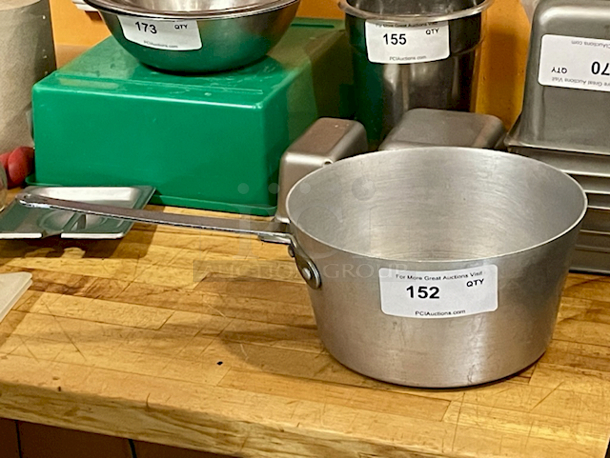 173 QTY
PCIAuctions.com
155 QTY
PCIAuctions.com
70
QTY
For More Great Auctions Visit
152 QTY
PCIAuctions.com